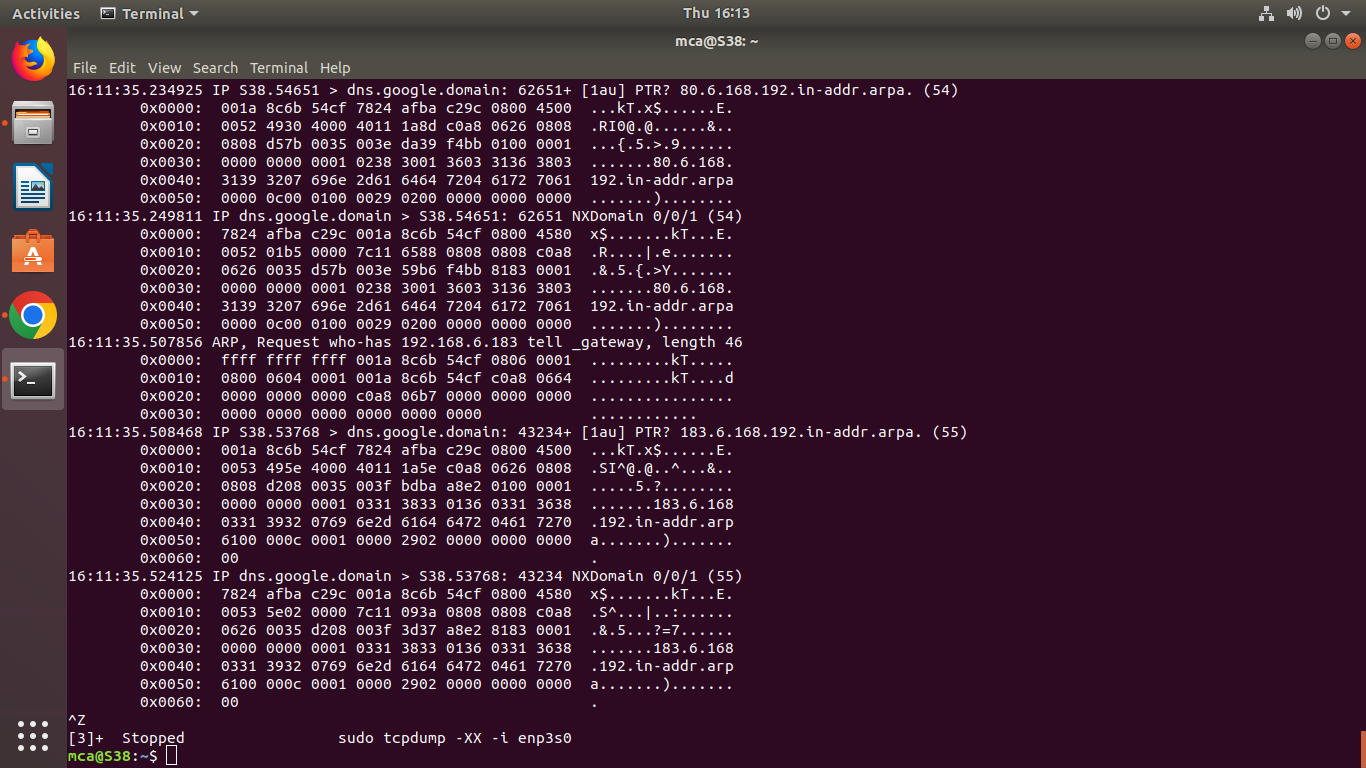 Activities Terminal Thu 16:13
mca@S38: ~
File Edit View Search Terminal Help
16:11:35.234925 IP S38.54651 > dns.google.domain: 62651+ [1au] PTR? 80.6.168.192.in-addr.arpa. (54)
0x0000: 001a 8c6b 54cf 7824 afba c29c 0800 4500 ...kT.x$......E.
0x0010: 0052 4930 4000 4011 1a8d c0a8 0626 0808 .RI0@.@......&..
0x0020: 0808 d57b 0035 003e da39 f4bb 0100 0001 ...{.5.>.9......
0x0030: 0000 0000 0001 0238 3001 3603 3136 3803 .......80.6.168.
0x0040: 3139 3207 696e 2d61 6464 7204 6172 7061 192.in-addr.arpa
0x0050: 0000 0c00 0100 0029 0200 0000 0000 0000 .......)........
16:11:35.249811 IP dns.google.domain > S38.54651: 62651 NXDomain 0/0/1 (54)
0x0000: 7824 afba c29c 001a 8c6b 54cf 0800 4580 x$.......kT...E.
0x0010: 0052 01b5 0000 7c11 6588 0808 0808 c0a8 .R....|.e.......
0x0020: 0626 0035 d57b 003e 59b6 f4bb 8183 0001 .&.5.{.>Y.......
0x0030: 0000 0000 0001 0238 3001 3603 3136 3803 .......80.6.168.
0x0040: 3139 3207 696e 2d61 6464 7204 6172 7061 192.in-addr.arpa
0x0050: 0000 0c00 0100 0029 0200 0000 0000 0000 .......)........
16:11:35.507856 ARP, Request who-has 192.168.6.183 tell _gateway, length 46
0x0000: ffff ffff ffff 001a 8c6b 54cf 0806 0001 .........kT.....
0x0010: 0800 0604 0001 001a 8c6b 54cf c0a8 0664 .........kT....d
0x0020: 0000 0000 0000 c0a8 06b7 0000 0000 0000 ................
0x0030: 0000 0000 0000 0000 0000 0000 ............
16:11:35.508468 IP S38.53768 > dns.google.domain: 43234+ [1au] PTR? 183.6.168.192.in-addr.arpa. (55)
0x0000: 001a 8c6b 54cf 7824 afba c29c 0800 4500 ...kT.x$......E.
0x0010: 0053 495e 4000 4011 1a5e c0a8 0626 0808 .SI^@.@..^...&..
0x0020: 0808 d208 0035 003f bdba a8e2 0100 0001 .....5.?........
0x0030: 0000 0000 0001 0331 3833 0136 0331 3638 .......183.6.168
0x0040: 0331 3932 0769 6e2d 6164 6472 0461 7270 .192.in-addr.arp
0x0050: 6100 000c 0001 0000 2902 0000 0000 0000 a.......).......
0x0060: 00 .
16:11:35.524125 IP dns.google.domain > S38.53768: 43234 NXDomain 0/0/1 (55)
0x0000: 7824 afba c29c 001a 8c6b 54cf 0800 4580 x$.......kT...E.
0x0010: 0053 5e02 0000 7c11 093a 0808 0808 c0a8 .S^...|..:......
0x0020: 0626 0035 d208 003f 3d37 a8e2 8183 0001 .&.5...?=7......
0x0030: 0000 0000 0001 0331 3833 0136 0331 3638 .......183.6.168
0x0040: 0331 3932 0769 6e2d 6164 6472 0461 7270 .192.in-addr.arp
0x0050: 6100 000c 0001 0000 2902 0000 0000 0000 a.......).......
0x0060: 00 .
^Z
[3]+ Stopped sudo tcpdump -XX -i enp3s0
mca@S38:~$